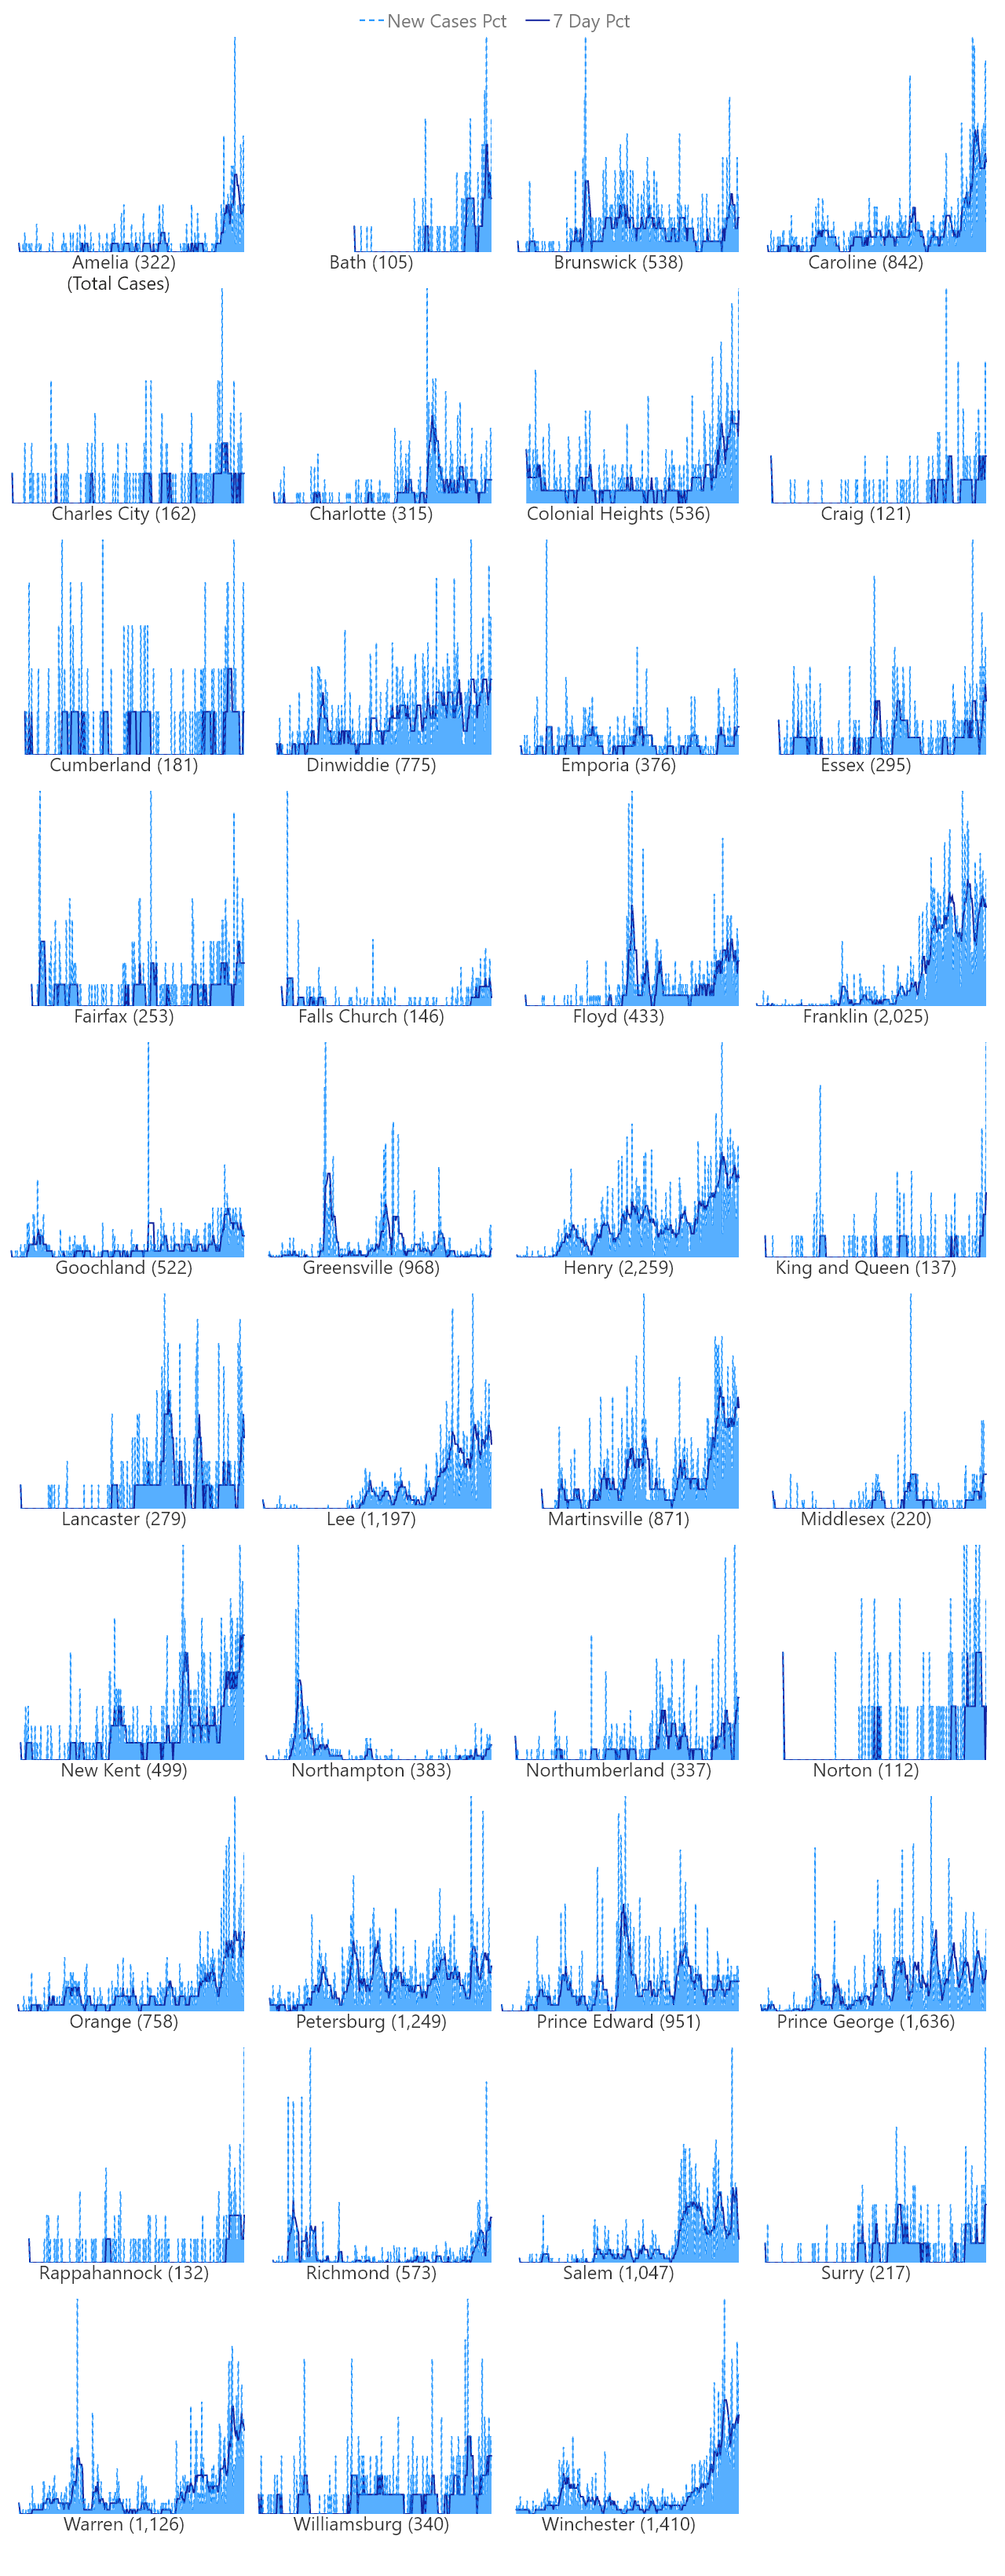 New Cases Pct 7 Day Pct
Amelia (322) Bath (105) Brunswick (538) Caroline (842)
(Total Cases)
Charles City (162) Charlotte (315) Colonial Heights (536) Craig (121)
Cumberland (181) Dinwiddie (775) Emporia (376) Essex (295)
Fairfax (253) Falls Church (146) Floyd (433) Franklin (2,025)
Goochland (522) Greensville (968) Henry (2,259) King and Queen (137)
Lancaster (279) Lee (1,197) Martinsville (871) Middlesex (220)
New Kent (499) Northampton (383) Northumberland (337) Norton (112)
Orange (758) Petersburg (1,249) Prince Edward (951) Prince George (1,636)
Rappahannock (132) Richmond (573) Salem (1,047) Surry (217)
Warren (1,126) Williamsburg (340) Winchester (1,410)